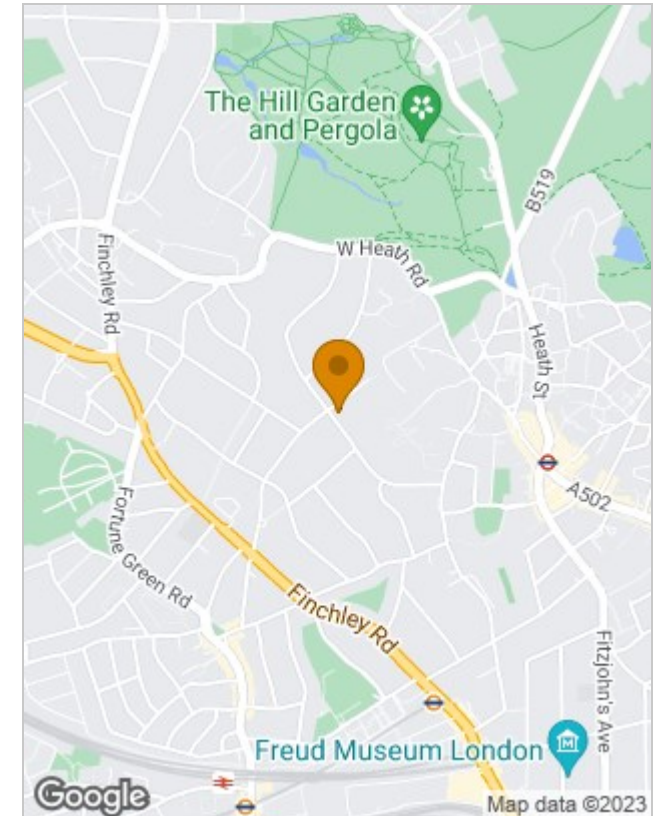 The Hill Garden
and Pergola
B519
W Heath Rd
Finchley Rd
Heath St
A502
Fortune Green Rd
Finchley Rd
Fitzjohn's Ave
Freud Museum London
Google
Map data ©2023